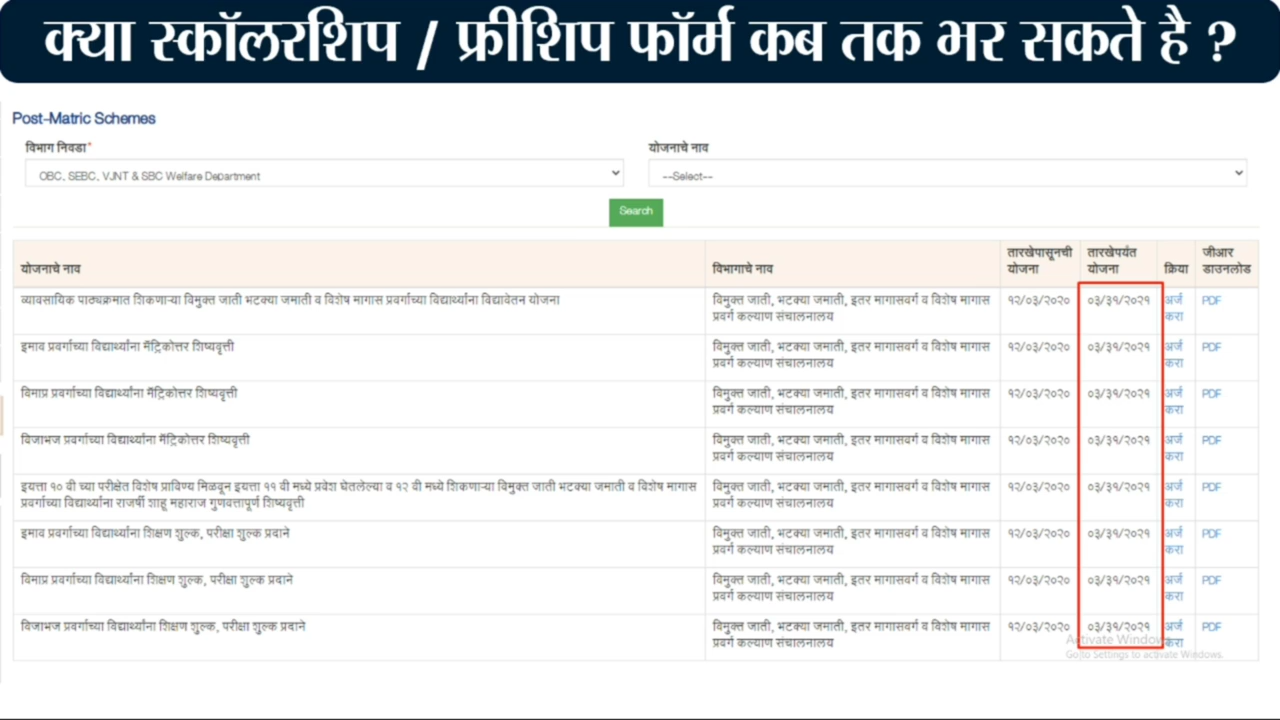 क्या स्कॉलरशिप / फ्रीशिप फॉर्म कब तक भर सकते है ?
Post-Matric Schemes
विभाग निवडा*
योजनाचे नाव
OBC, SEBC, VJNT & SBC Welfare Department
--Select--
Search
योजनाचे नाव
विभागाचे नाव
तारखेपासूनची योजना
तारखेपर्यंत योजना
क्रिया
जीआर डाउनलोड
व्यावसायिक पाठ्यक्रमात शिकणाऱ्या विमुक्त जाती भटक्या जमाती व विशेष मागास प्रवर्गाच्या विद्यार्थ्यांना विद्यावेतन योजना
विमुक्त जाती, भटक्या जमाती, इतर मागासवर्ग व विशेष मागास
प्रवर्ग कल्याण संचालनालय
१२/०३/२०२० ०३/३१/२०२१ अर्ज करा PDF
इमाव प्रवर्गाच्या विद्यार्थ्यांना मॅट्रिकोत्तर शिष्यवृत्ती
विमुक्त जाती, भटक्या जमाती, इतर मागासवर्ग व विशेष मागास
प्रवर्ग कल्याण संचालनालय
१२/०३/२०२० ०३/३१/२०२१ अर्ज करा PDF
विमाप्र प्रवर्गाच्या विद्यार्थ्यांना मॅट्रिकोत्तर शिष्यवृत्ती
विमुक्त जाती, भटक्या जमाती, इतर मागासवर्ग व विशेष मागास
प्रवर्ग कल्याण संचालनालय
१२/०३/२०२० ०३/३१/२०२१ अर्ज करा PDF
विजाभज प्रवर्गाच्या विद्यार्थ्यांना मॅट्रिकोत्तर शिष्यवृत्ती
विमुक्त जाती, भटक्या जमाती, इतर मागासवर्ग व विशेष मागास
प्रवर्ग कल्याण संचालनालय
१२/०३/२०२० ०३/३१/२०२१ अर्ज करा PDF
इयत्ता १० वी च्या परीक्षेत विशेष प्राविण्य मिळवून इयत्ता ११ वी मध्ये प्रवेश घेतलेल्या व १२ वी मध्ये शिकणाऱ्या विमुक्त जाती भटक्या जमाती व विशेष मागास
प्रवर्गाच्या विद्यार्थ्यांना राजर्षी शाहू महाराज गुणवत्तापूर्ण शिष्यवृत्ती
विमुक्त जाती, भटक्या जमाती, इतर मागासवर्ग व विशेष मागास
प्रवर्ग कल्याण संचालनालय
१२/०३/२०२० ०३/३१/२०२१ अर्ज करा PDF
इमाव प्रवर्गाच्या विद्यार्थ्यांना शिक्षण शुल्क, परीक्षा शुल्क प्रदाने
विमुक्त जाती, भटक्या जमाती, इतर मागासवर्ग व विशेष मागास
प्रवर्ग कल्याण संचालनालय
१२/०३/२०२० ०३/३१/२०२१ अर्ज करा PDF
विमाप्र प्रवर्गाच्या विद्यार्थ्यांना शिक्षण शुल्क, परीक्षा शुल्क प्रदाने
विमुक्त जाती, भटक्या जमाती, इतर मागासवर्ग व विशेष मागास
प्रवर्ग कल्याण संचालनालय
१२/०३/२०२० ०३/३१/२०२१ अर्ज करा PDF
विजाभज प्रवर्गाच्या विद्यार्थ्यांना शिक्षण शुल्क, परीक्षा शुल्क प्रदाने
विमुक्त जाती, भटक्या जमाती, इतर मागासवर्ग व विशेष मागास
प्रवर्ग कल्याण संचालनालय
१२/०३/२०२० ०३/३१/२०२१ अर्ज करा PDF
Activate Windows
Go to Settings to activate Windows.